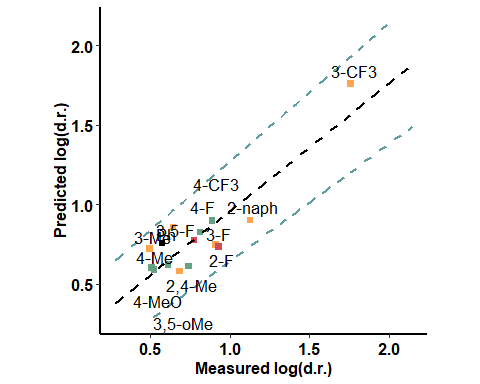 2.0
1.5
1.0
0.5
Predicted log(d.r.)
3-CF3
4-CF3
4-F
2-naph
3,5-F
3-F
3-Me
Ph
4-Me
2-F
2,4-Me
4-MeO
3,5-oMe
0.5 1.0 1.5 2.0
Measured log(d.r.)